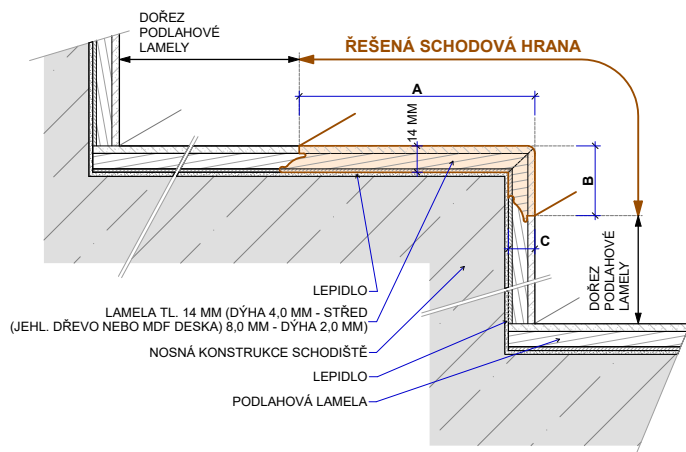 DOŘEZ
PODLAHOVÉ
LAMELY
ŘEŠENÁ SCHODOVÁ HRANA
A
14 MM
B
C
DOŘEZ
PODLAHOVÉ
LAMELY
LEPIDLO
LAMELA TL. 14 MM (DÝHA 4,0 MM - STŘED
(JEHL. DŘEVO NEBO MDF DESKA) 8,0 MM - DÝHA 2,0 MM)
NOSNÁ KONSTRUKCE SCHODIŠTĚ
LEPIDLO
PODLAHOVÁ LAMELA